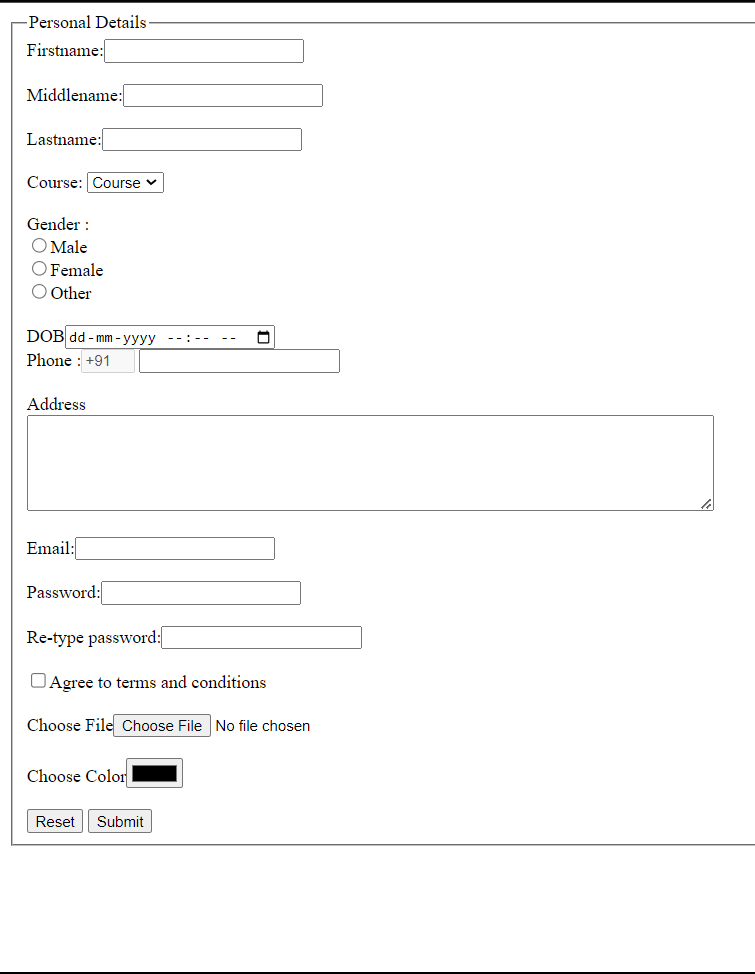 Personal Details
Firstname:
Middlename:
Lastname:
Course: Course
Gender :
Male
Female
Other
DOB dd-mm-yyyy --:-- --
Phone : +91
Address
Email:
Password:
Re-type password:
Agree to terms and conditions
Choose File Choose File No file chosen
Choose Color
Reset Submit